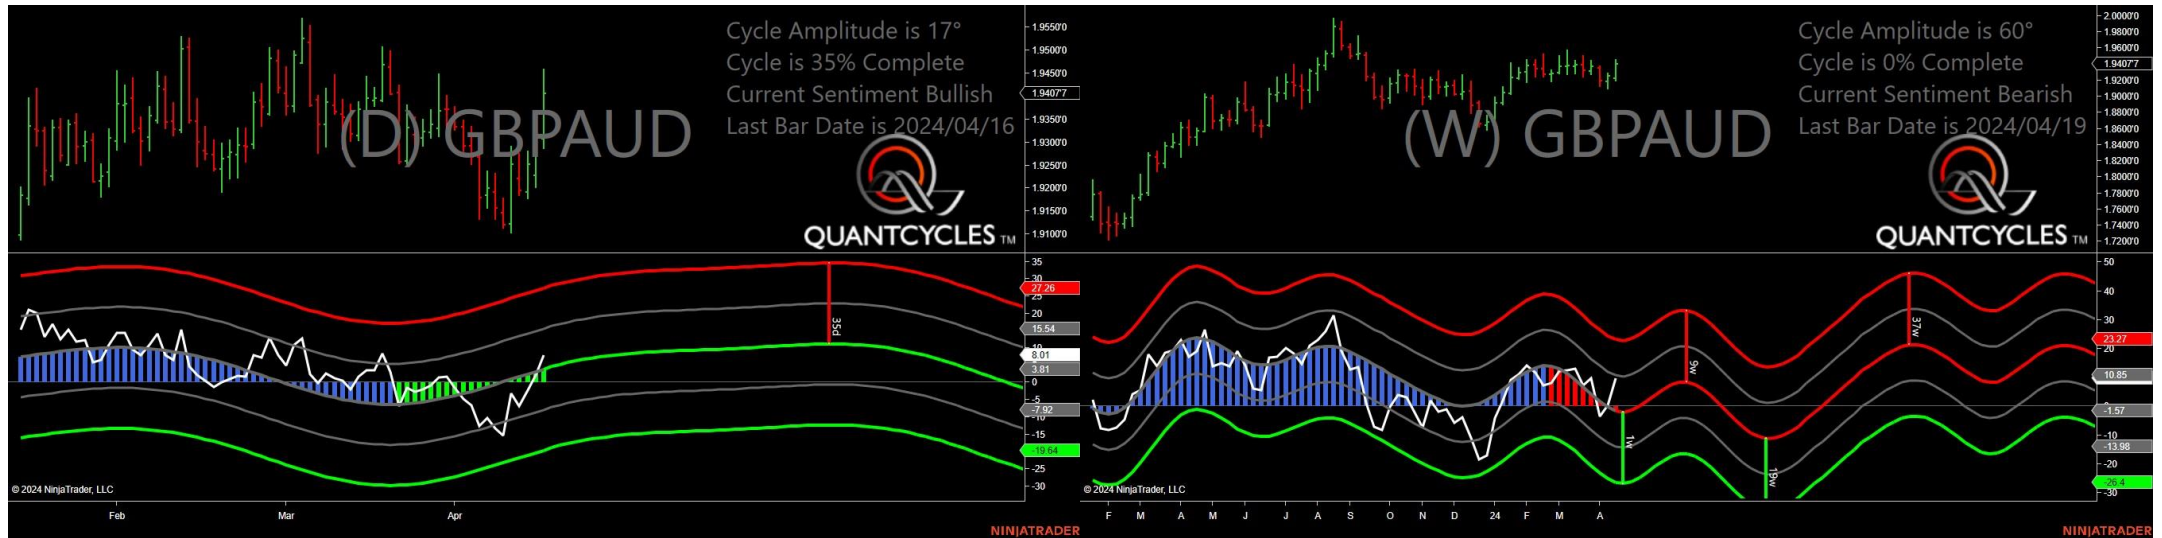 Cycle Amplitude is 17°
Cycle is 35% Complete
Current Sentiment Bullish
Last Bar Date is 2024/04/16
(D) GBPAUD
QUANTCYCLES TM
1.9550'0
1.9500'0
1.9450'0
1.94077
1.9350'0
1.9300'0
1.9250'0
1.9200'0
1.9150'0
1.9100'0
35
30
27.26
25
20
15.54
10
8.01
3.81
0
-5
-7.92
-10
-15
-19.64
-25
-30
35d
© 2024 NinjaTrader, LLC
Feb Mar Apr
NINJATRADER
Cycle Amplitude is 60°
Cycle is 0% Complete
Current Sentiment Bearish
Last Bar Date is 2024/04/19
(W) GBPAUD
QUANTCYCLES TM
2.0000'0
1.9800'0
1.9600'0
1.94077
1.9200'0
1.9000'0
1.8800'0
1.8600'0
1.8400'0
1.8200'0
1.8000'0
1.7800'0
1.7600'0
1.7400'0
1.7200'0
50
40
30
23.27
20
10.85
0
-1.57
-10
-13.98
-20
-26.4
-30
1w
9w
19w
37w
© 2024 NinjaTrader, LLC
F M A M J J A S O N D 24 F M A
NINJATRADER